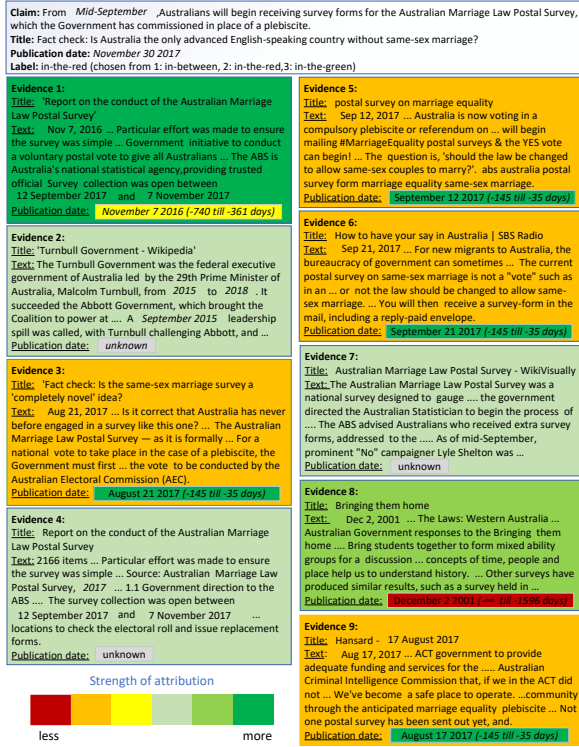 Claim: From Mid-September ,Australians will begin receiving survey forms for the Australian Marriage Law Postal Survey,
which the Government has commissioned in place of a plebiscite.
Title: Fact check: Is Australia the only advanced English-speaking country without same-sex marriage?
Publication date: November 30 2017
Label: in-the-red (chosen from 1: in-between, 2: in-the-red,3: in-the-green)
Evidence 1:
Title: 'Report on the conduct of the Australian Marriage
Law Postal Survey'
Text: Nov 7, 2016 ... Particular effort was made to ensure
the survey was simple ... Government initiative to conduct
a voluntary postal vote to give all Australians ... The ABS is
Australia's national statistical agency,providing trusted
official Survey collection was open between
12 September 2017 and 7 November 2017
Publication date: November 7 2016 (-740 till -361 days)
Evidence 2:
Title: 'Turnbull Government - Wikipedia'
Text: The Turnbull Government was the federal executive
government of Australia led by the 29th Prime Minister of
Australia, Malcolm Turnbull, from 2015 to 2018 . It
succeeded the Abbott Government, which brought the
Coalition to power at .... A September 2015 leadership
spill was called, with Turnbull challenging Abbott, and ...
Publication date: unknown
Evidence 3:
Title: 'Fact check: Is the same-sex marriage survey a
'completely novel' idea?
Text: Aug 21, 2017 ... Is it correct that Australia has never
before engaged in a survey like this one? ... The Australian
Marriage Law Postal Survey — as it is formally ... For a
national vote to take place in the case of a plebiscite, the
Government must first ... the vote to be conducted by the
Australian Electoral Commission (AEC).
Publication date: August 21 2017 (-145 till -35 days)
Evidence 4:
Title: Report on the conduct of the Australian Marriage
Law Postal Survey
Text: 2166 items ... Particular effort was made to ensure
the survey was simple ... Source: Australian Marriage Law
Postal Survey, 2017 ... 1.1 Government direction to the
ABS .... The survey collection was open between
12 September 2017 and 7 November 2017 ...
locations to check the electoral roll and issue replacement
forms.
Publication date: unknown
Strength of attribution
less more
Evidence 5:
Title: postal survey on marriage equality
Text: Sep 12, 2017 ... Australia is now voting in a
compulsory plebiscite or referendum on ... will begin
mailing #MarriageEquality postal surveys & the YES vote
can begin! ... The question is, 'should the law be changed
to allow same-sex couples to marry?'. abs australia postal
survey form marriage equality same-sex marriage.
Publication date: September 12 2017 (-145 till -35 days)
Evidence 6:
Title: How to have your say in Australia | SBS Radio
Text: Sep 21, 2017 ... For new migrants to Australia, the
bureaucracy of government can sometimes ... The current
postal survey on same-sex marriage is not a "vote" such as
in an ... or not the law should be changed to allow same-
sex marriage. ... You will then receive a survey-form in the
mail, including a reply-paid envelope.
Publication date: September 21 2017 (-145 till -35 days)
Evidence 7:
Title: Australian Marriage Law Postal Survey - WikiVisually
Text: The Australian Marriage Law Postal Survey was a
national survey designed to gauge .... the government
directed the Australian Statistician to begin the process of
.... The ABS advised Australians who received extra survey
forms, addressed to the ..... As of mid-September,
prominent "No" campaigner Lyle Shelton was ...
Publication date: unknown
Evidence 8:
Title: Bringing them home
Text: Dec 2, 2001 ... The Laws: Western Australia ...
Australian Government responses to the Bringing them
home .... Bring students together to form mixed ability
groups for a discussion ... concepts of time, people and
place help us to understand history. ... Other surveys have
produced similar results, such as a survey held in ...
Publication date: December 2 2001 (-∞ till -1596 days)
Evidence 9:
Title: Hansard - 17 August 2017
Text: Aug 17, 2017 ... ACT government to provide
adequate funding and services for the ..... Australian
Criminal Intelligence Commission that, if we in the ACT did
not ... We've become a safe place to operate. ...community
through the anticipated marriage equality plebiscite ... Not
one postal survey has been sent out yet, and.
Publication date: August 17 2017 (-145 till -35 days)